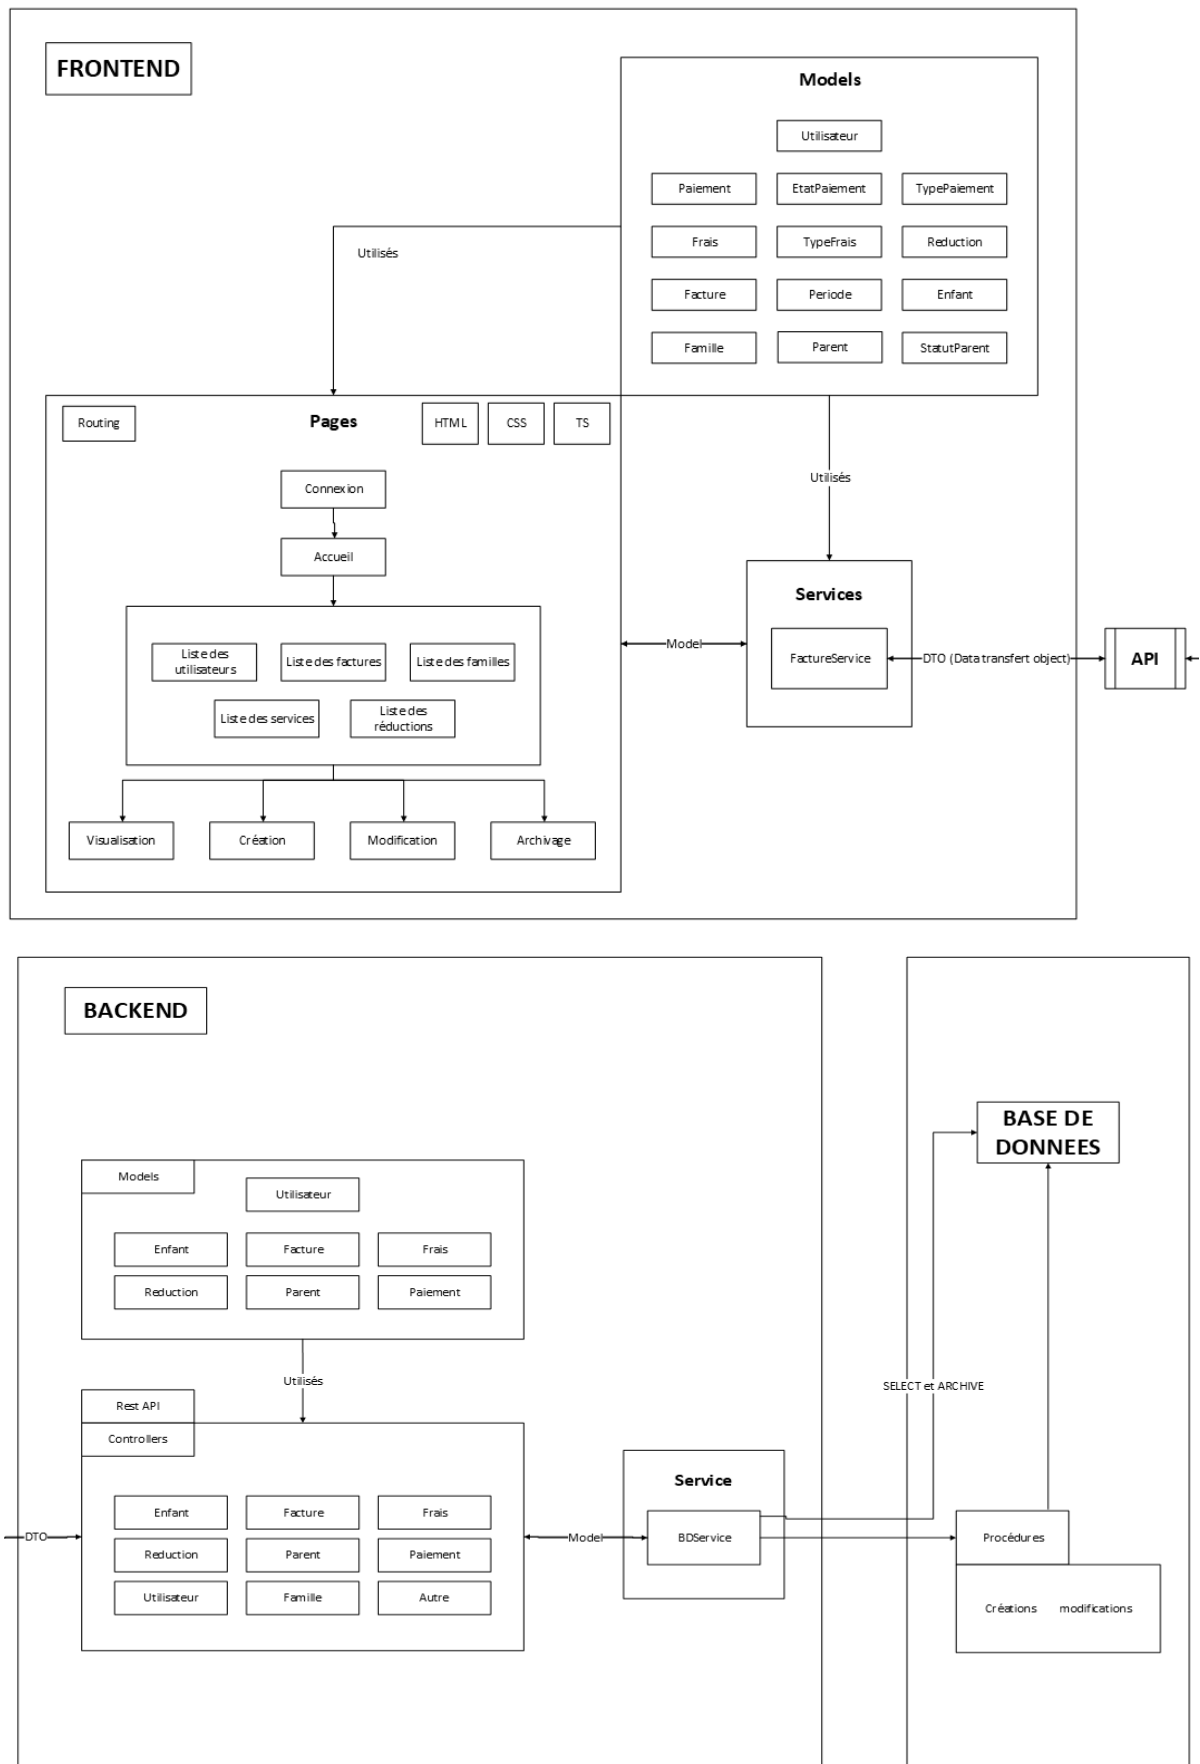 FRONTEND
Models
Utilisateur
Paiement
EtatPaiement
TypePaiement
Frais
TypeFrais
Reduction
Facture
Periode
Enfant
Famille
Parent
StatutParent
Utilisés
Routing
Pages
HTML
CSS
TS
Connexion
Accueil
Liste des
utilisateurs
Liste des factures
Liste des familles
Liste des services
Liste des
réductions
Visualisation
Création
Modification
Archivage
Utilisés
Services
Model
FactureService
DTO (Data transfert object)
API
BACKEND
Models
Utilisateur
Enfant
Facture
Frais
Reduction
Parent
Paiement
Utilisés
Rest API
Controllers
Enfant
Facture
Frais
Reduction
Parent
Paiement
Utilisateur
Famille
Autre
DTO
Model
Service
BDService
SELECT et ARCHIVE
BASE DE
DONNEES
Procédures
Créations modifications